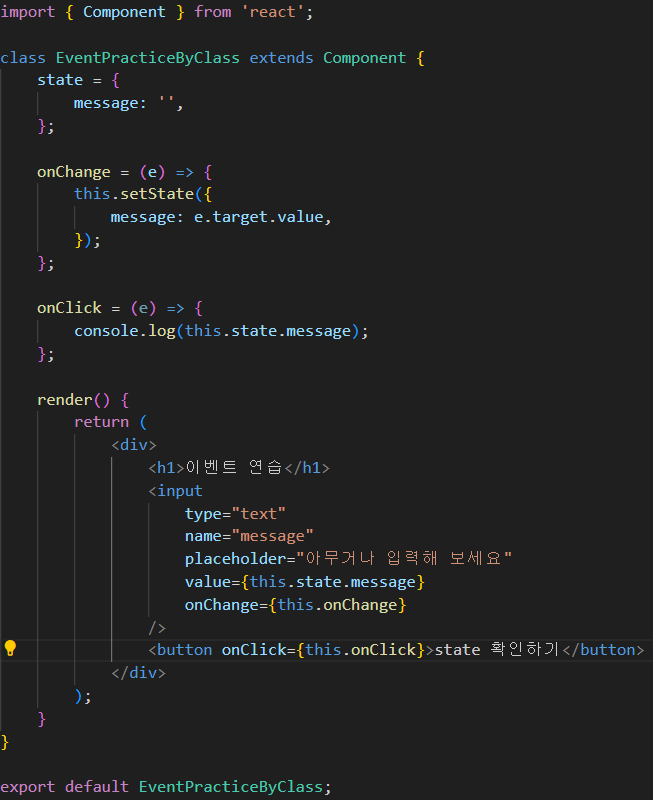 import { Component } from 'react';
class EventPracticeByClass extends Component {
state = {
message: '',
};
onChange = (e) => {
this.setState({
message: e.target.value,
});
};
onClick = (e) => {
console.log(this.state.message);
};
render() {
return (
<div>
<h1>이벤트 연습</h1>
<input
type="text"
name="message"
placeholder="아무거나 입력해 보세요"
value={this.state.message}
onChange={this.onChange}
/>
<button onClick={this.onClick}>state 확인하기</button>
</div>
);
}
}
export default EventPracticeByClass;